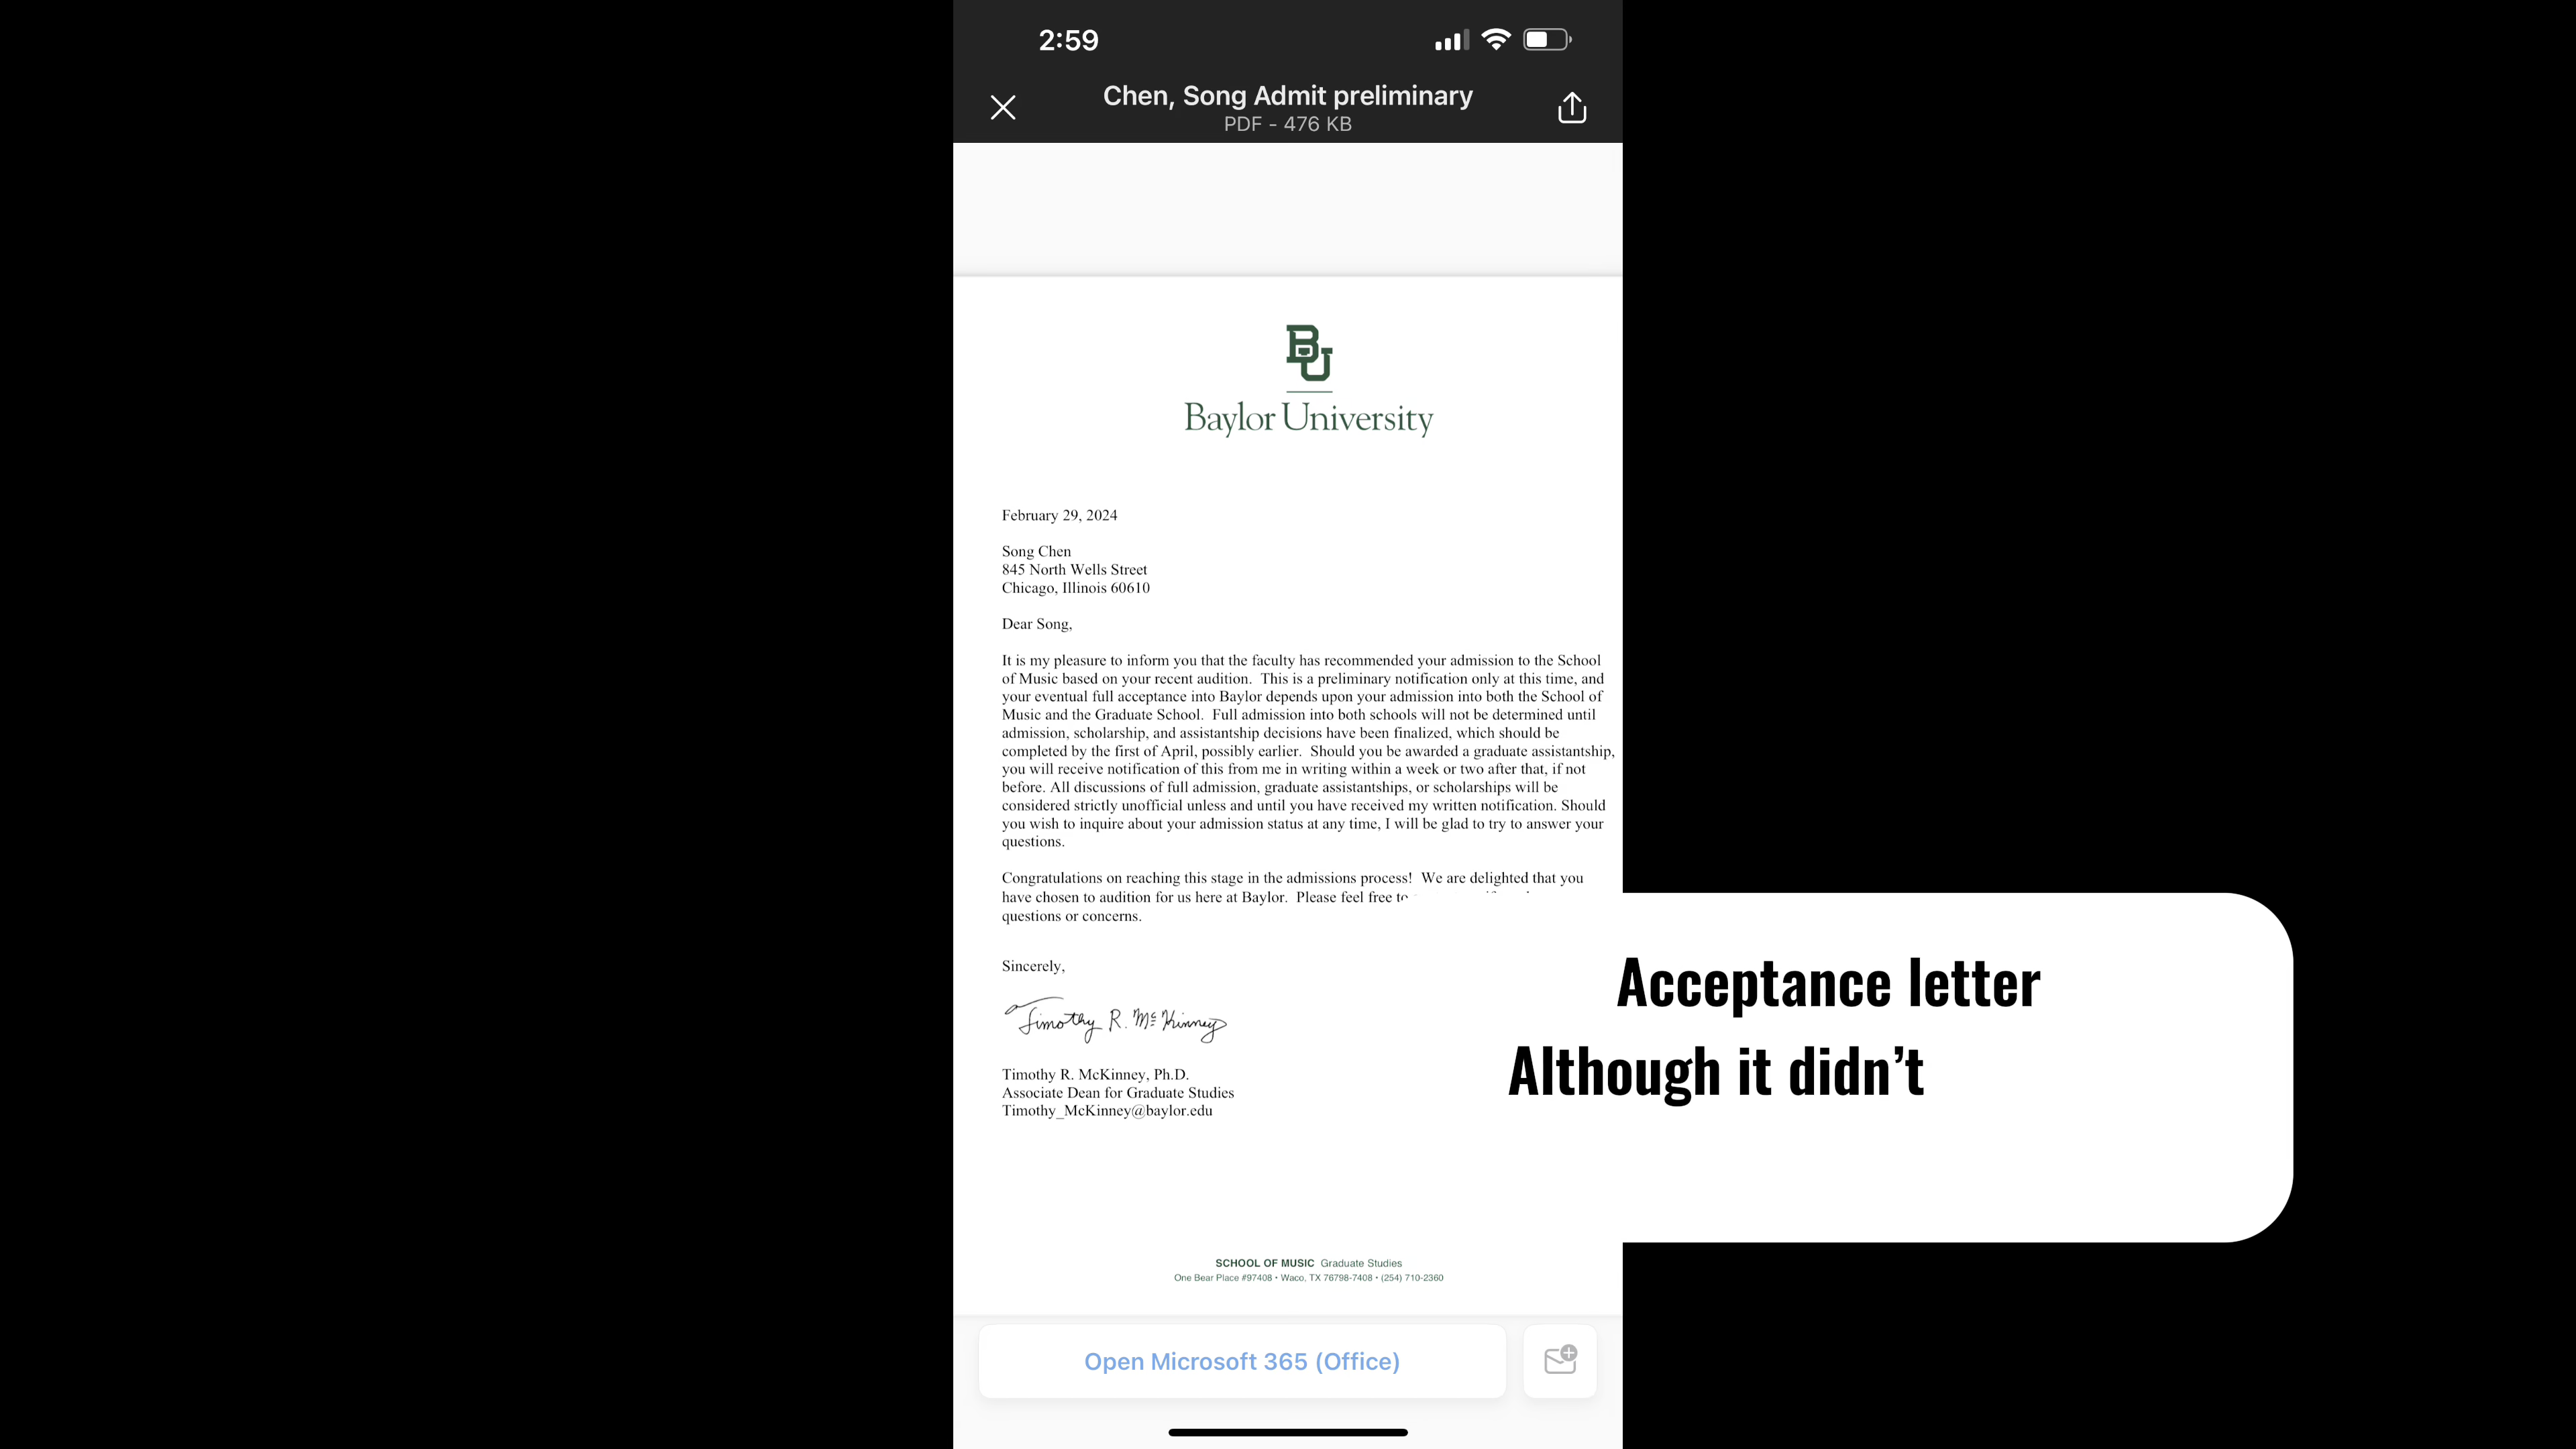 2:59
Chen, Song Admit preliminary
PDF - 476 KB
BU
Baylor University
February 29, 2024
Song Chen
845 North Wells Street
Chicago, Illinois 60610
Dear Song,
It is my pleasure to inform you that the faculty has recommended your admission to the School
of Music based on your recent audition.  This is a preliminary notification only at this time, and
your eventual full acceptance into Baylor depends upon your admission into both the School of
Music and the Graduate School.  Full admission into both schools will not be determined until
admission, scholarship, and assistantship decisions have been finalized, which should be
completed by the first of April, possibly earlier.  Should you be awarded a graduate assistantship,
you will receive notification of this from me in writing within a week or two after that, if not
before. All discussions of full admission, graduate assistantships, or scholarships will be
considered strictly unofficial unless and until you have received my written notification. Should
you wish to inquire about your admission status at any time, I will be glad to try to answer your
questions.
Congratulations on reaching this stage in the admissions process!  We are delighted that you
have chosen to audition for us here at Baylor.  Please feel free to
questions or concerns.
Sincerely,
Timothy R. McKinney
Timothy R. McKinney, Ph.D.
Associate Dean for Graduate Studies
Timothy_McKinney@baylor.edu
Acceptance letter
Although it didn't
SCHOOL OF MUSIC Graduate Studies
One Bear Place #97408 • Waco, TX 76798-7408 • (254) 710-2360
Open Microsoft 365 (Office)